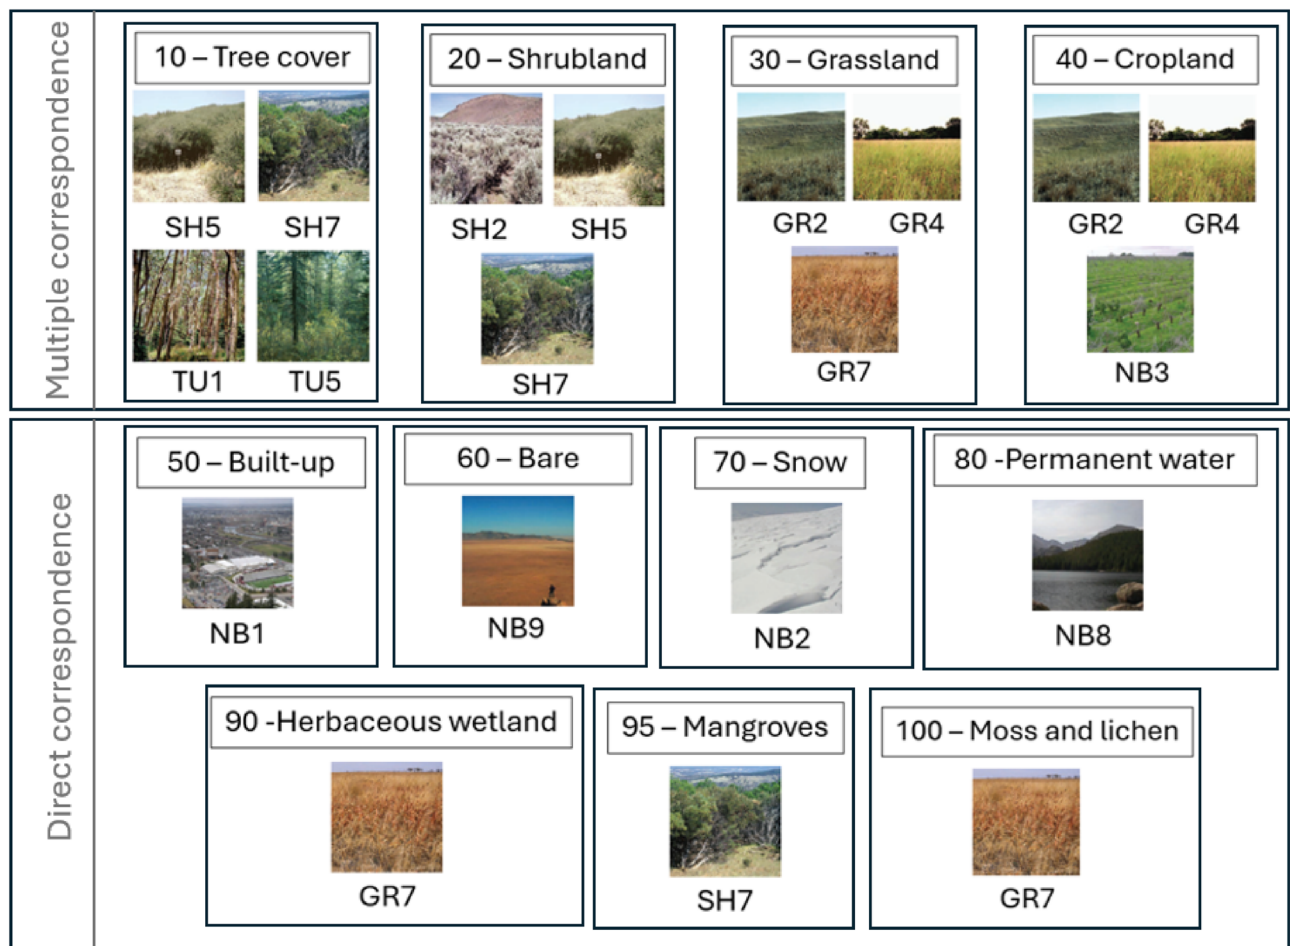 Multiple correspondence
10 – Tree cover
SH5 SH7
TU1 TU5
20 – Shrubland
SH2 SH5
SH7
30 – Grassland
GR2 GR4
GR7
40 – Cropland
GR2 GR4
NB3
Direct correspondence
50 – Built-up
NB1
60 – Bare
NB9
70 – Snow
NB2
80 -Permanent water
NB8
90 -Herbaceous wetland
GR7
95 – Mangroves
SH7
100 – Moss and lichen
GR7